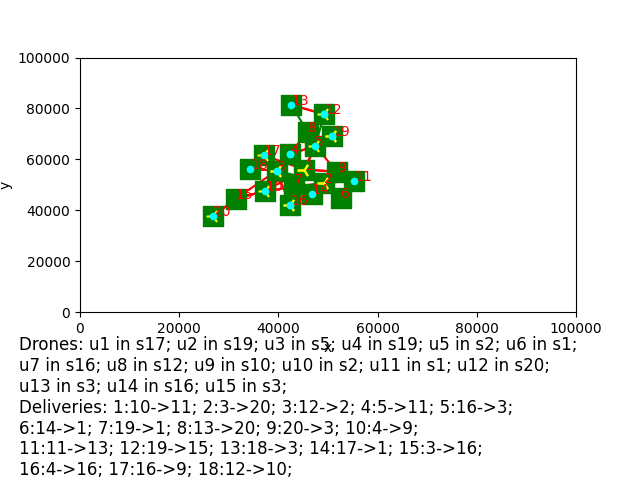 100000
80000
60000
40000
20000
0
y
0 20000 40000 60000 80000 100000
x
Drones: u1 in s17; u2 in s19; u3 in s5; u4 in s19; u5 in s2; u6 in s1;
u7 in s16; u8 in s12; u9 in s10; u10 in s2; u11 in s1; u12 in s20;
u13 in s3; u14 in s16; u15 in s3;
Deliveries: 1:10->11; 2:3->20; 3:12->2; 4:5->11; 5:16->3;
6:14->1; 7:19->1; 8:13->20; 9:20->3; 10:4->9;
11:11->13; 12:19->15; 13:18->3; 14:17->1; 15:3->16;
16:4->16; 17:16->9; 18:12->10;